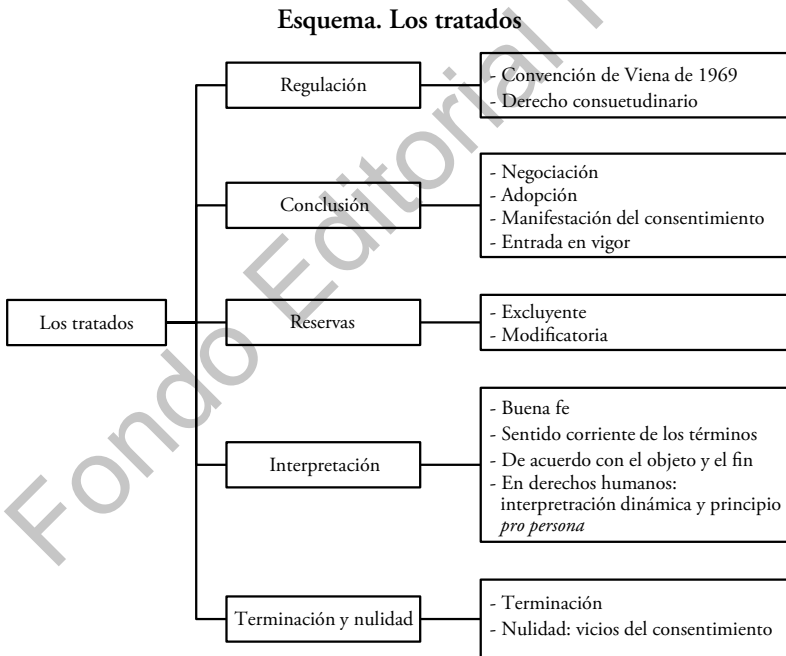 Esquema. Los tratados
Los tratados
Regulación
- Convención de Viena de 1969
- Derecho consuetudinario
Conclusión
- Negociación
- Adopción
- Manifestación del consentimiento
- Entrada en vigor
Reservas
- Excluyente
- Modificatoria
Interpretación
- Buena fe
- Sentido corriente de los términos
- De acuerdo con el objeto y el fin
- En derechos humanos:
interpretración dinámica y principio
pro persona
Terminación y nulidad
- Terminación
- Nulidad: vicios del consentimiento
Fondo Editorial